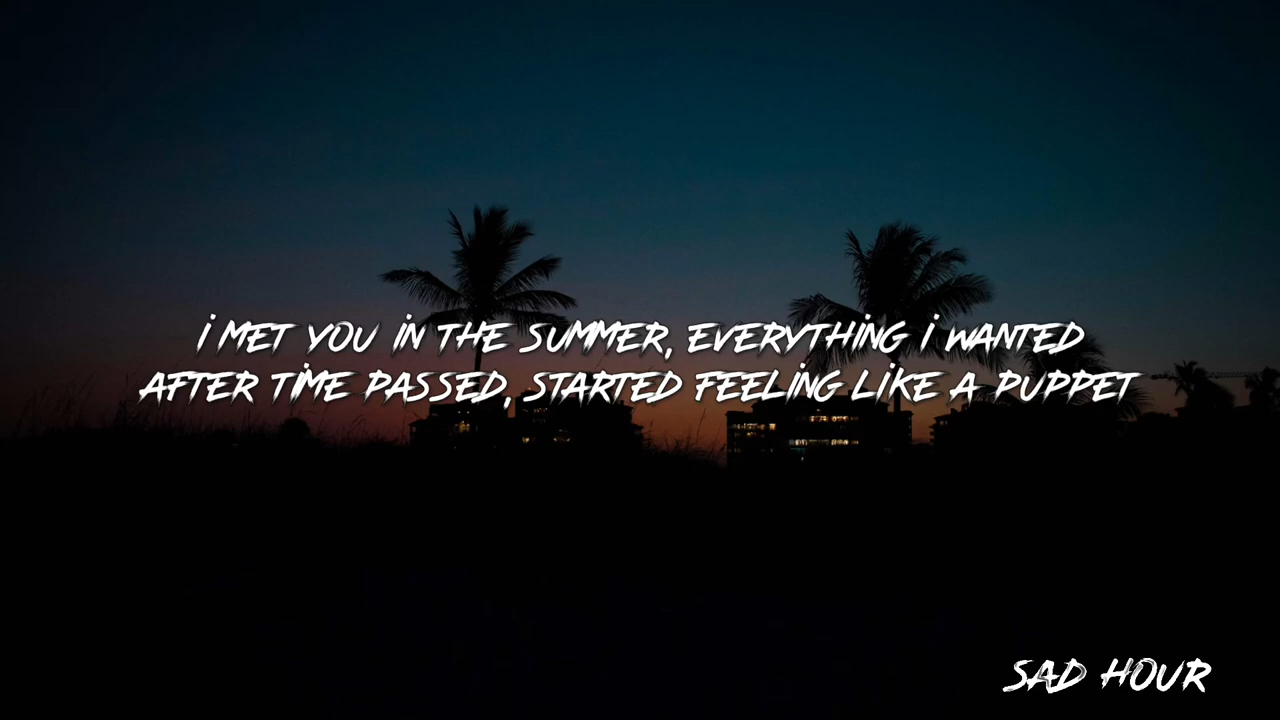 i MET YOU iN THE SUMMER, EVERYTHiNG i WANTED
AFTER TiME PASSED, STARTED FEELiNG LiKE A PUPPET
SAD HOUR